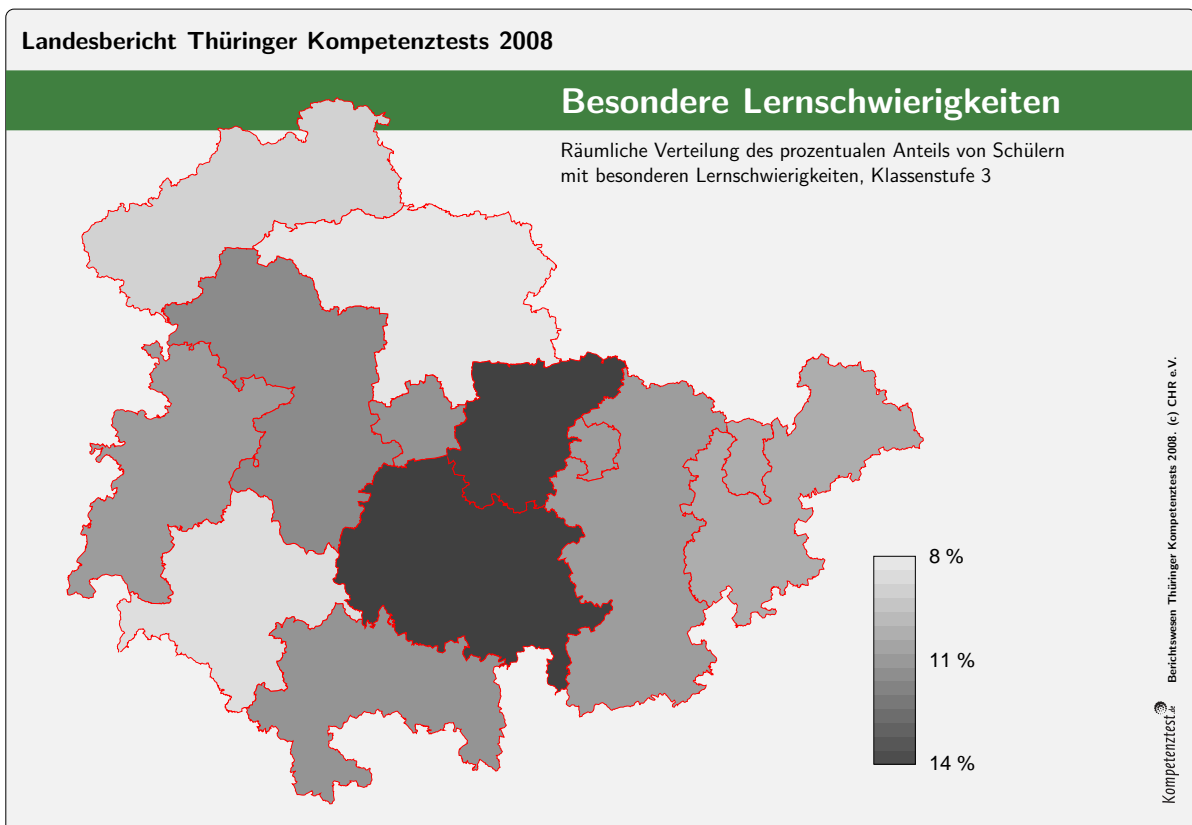 Landesbericht Thüringer Kompetenztests 2008
Besondere Lernschwierigkeiten
Räumliche Verteilung des prozentualen Anteils von Schülern
mit besonderen Lernschwierigkeiten, Klassenstufe 3
8 %
11 %
14 %
Kompetenztest.de
Berichtswesen Thüringer Kompetenztests 2008. (c) CHR e.V.